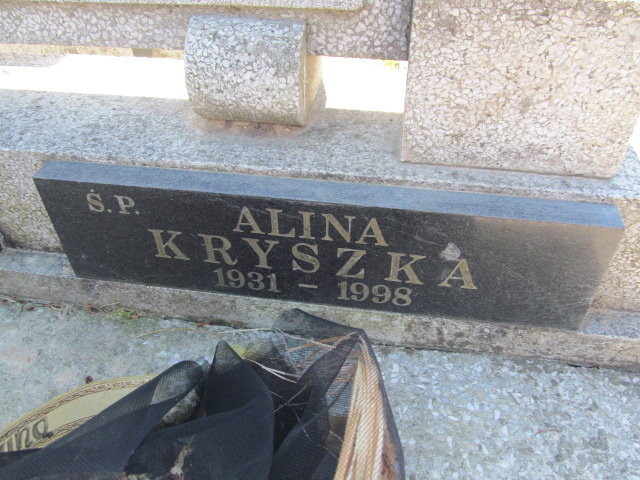 Ś.P.
ALINA
KRYSZKA
1931 - 1998